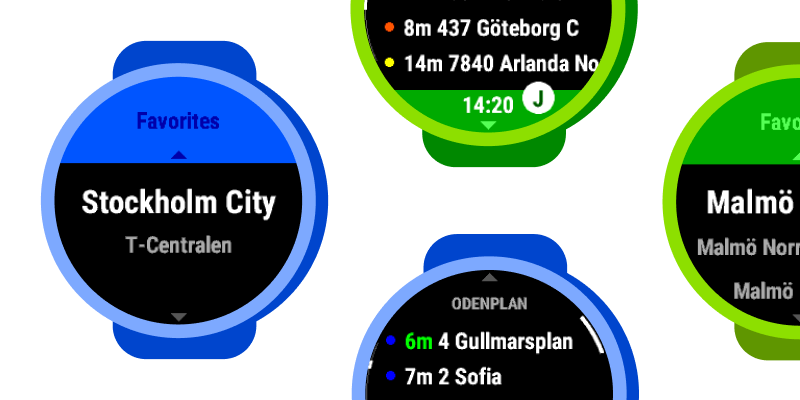 Favorites
Stockholm City
T-Centralen
8m 437 Göteborg C
14m 7840 Arlanda No
14:20 J
ODENPLAN
6m 4 Gullmarsplan
7m 2 Sofia
Favo
Malmö
Malmö Norr
Malmö